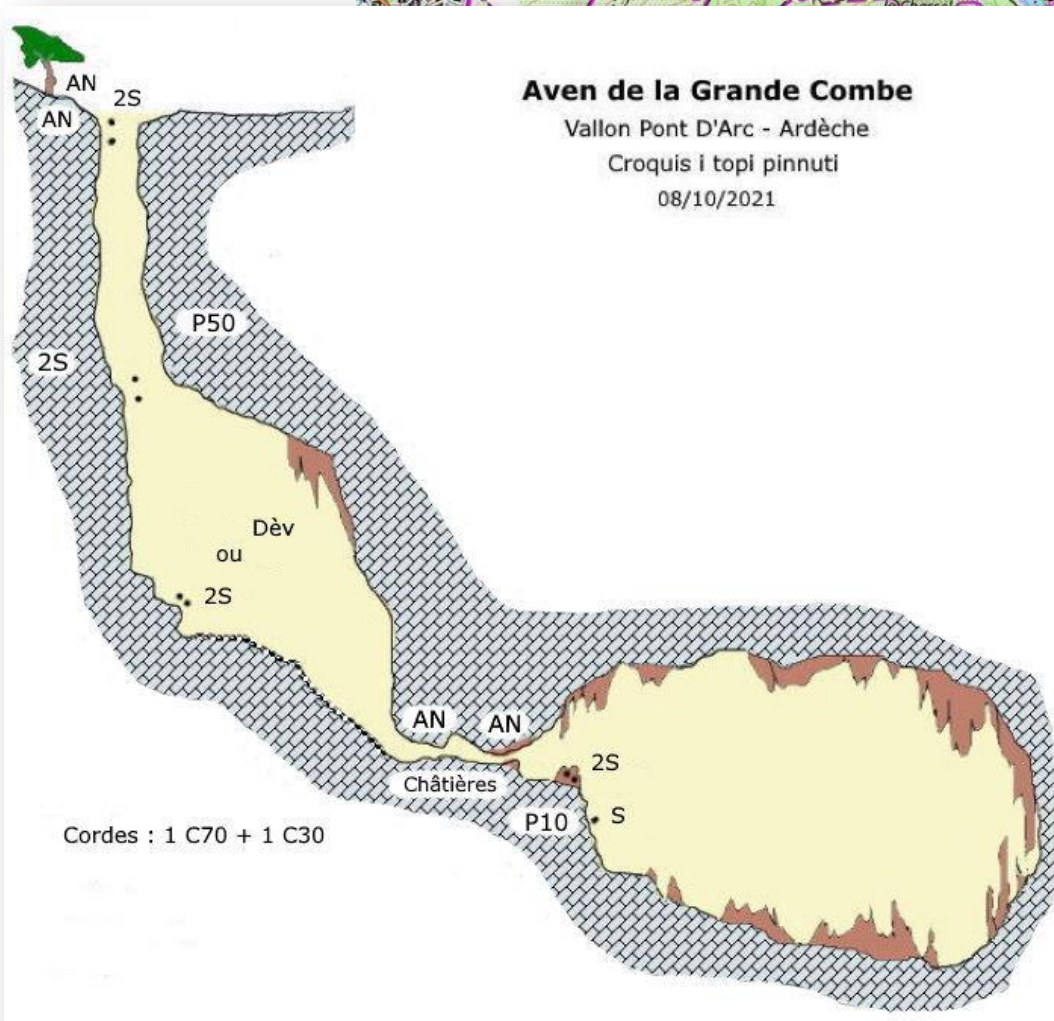 Aven de la Grande Combe
Vallon Pont D'Arc - Ardèche
Croquis i topi pinnuti
08/10/2021
AN
2S
AN
P50
2S
Dèv
ou
2S
AN
AN
2S
Châtières
S
P10
Cordes : 1 C70 + 1 C30